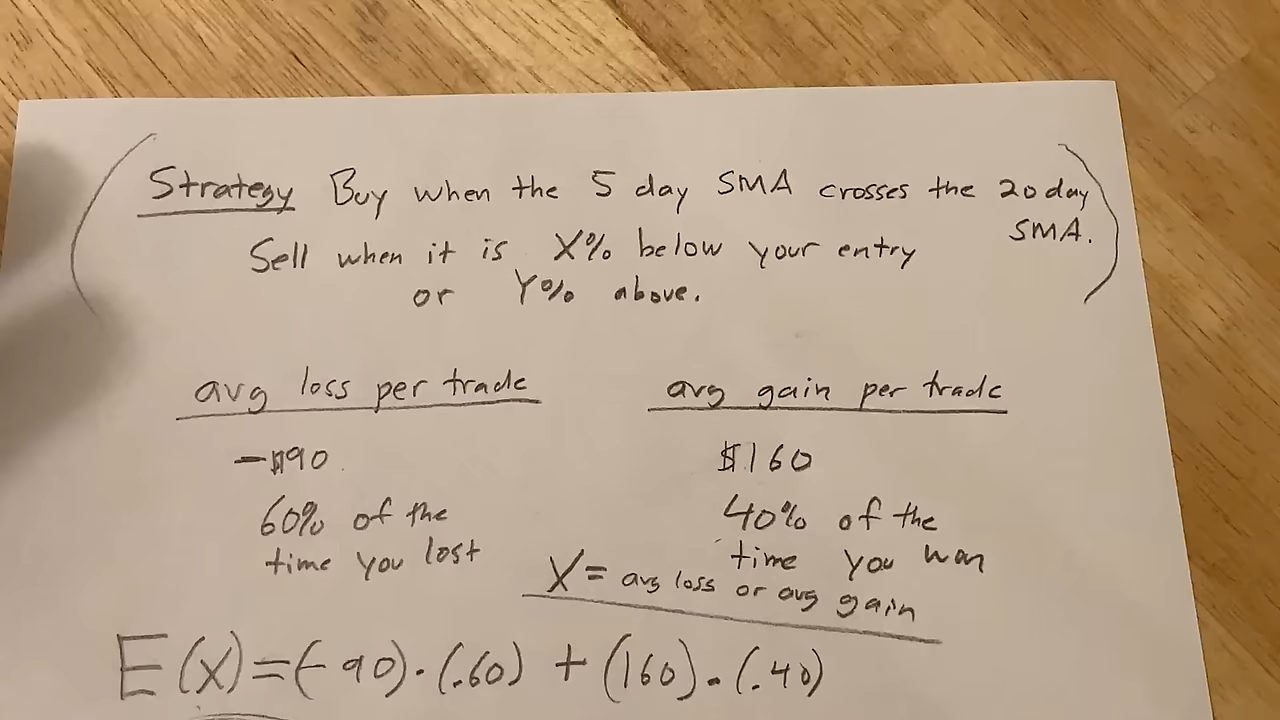 Strategy Buy when the 5 day SMA crosses the 20 day
SMA.
Sell when it is X% below your entry
or Y% above.
avg loss per trade
avg gain per trade
-$90
$160
60% of the
time you lost
40% of the
time you won
X = avg loss or avg gain
E(X)=(-90)·(.60) + (160)·(.40)